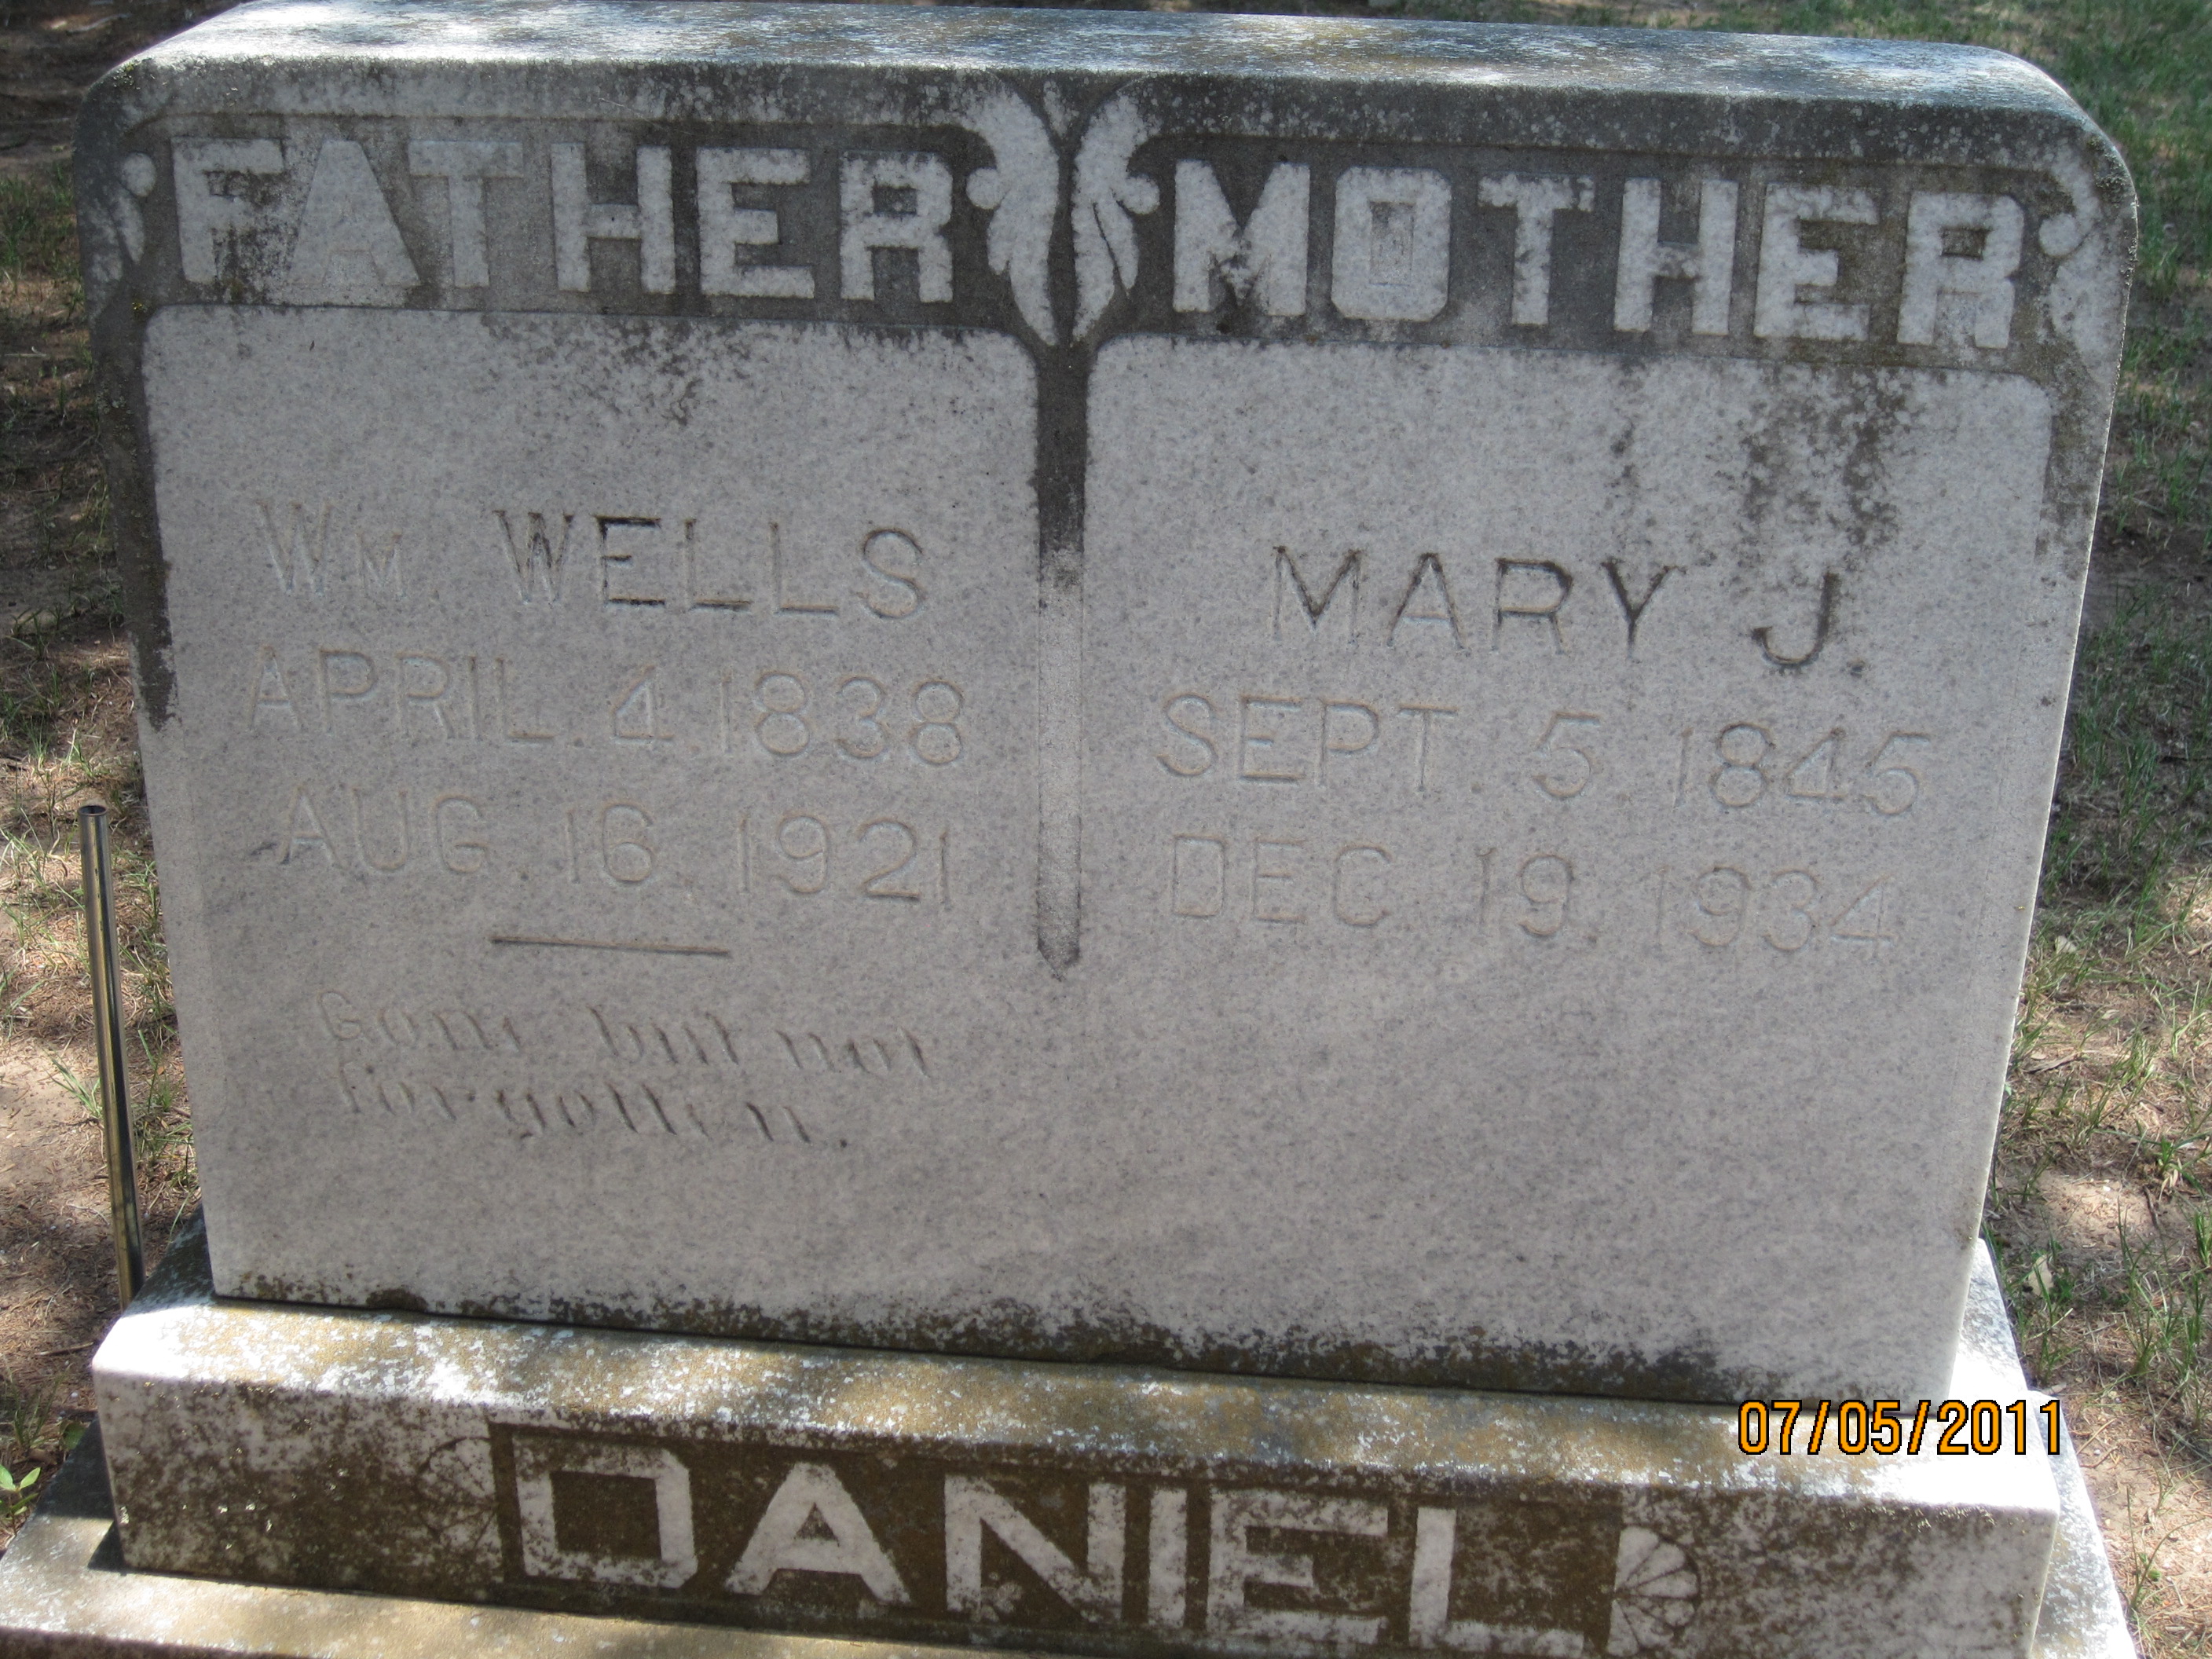 FATHER
Wm. WELLS
APRIL. 4. 1838
AUG. 16. 1921
Gone but not
forgotten.
MOTHER
MARY J.
SEPT. 5. 1845
DEC. 19. 1934
DANIEL
07/05/2011